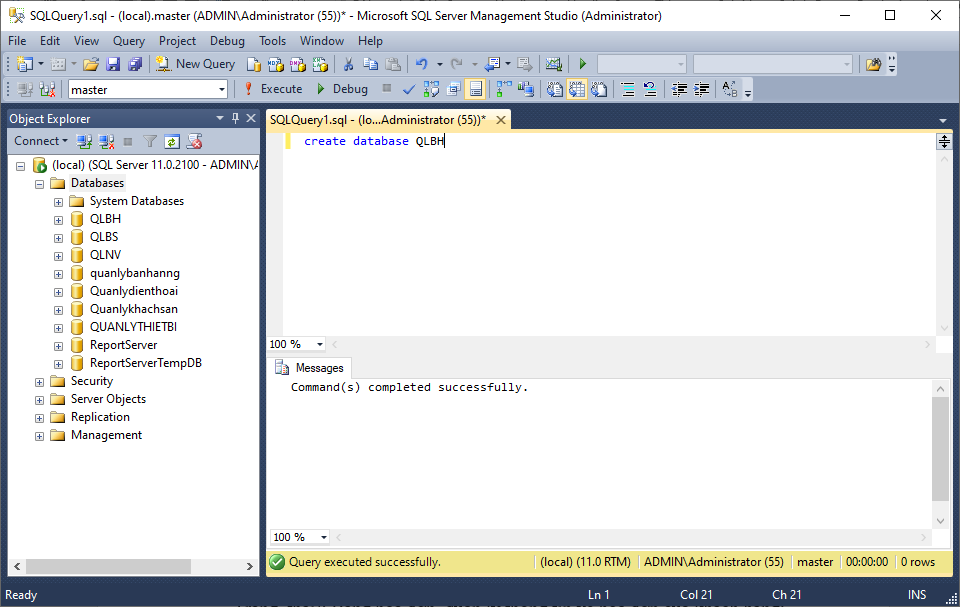 SQLQuery1.sql - (local).master (ADMIN\Administrator (55))* - Microsoft SQL Server Management Studio (Administrator)
File Edit View Query Project Debug Tools Window Help
New Query
master Execute Debug
Object Explorer
Connect
(local) (SQL Server 11.0.2100 - ADMIN\A
Databases
System Databases
QLBH
QLBS
QLNV
quanlybanhanng
Quanlydienthoai
Quanlykhachsan
QUANLYTHIETBI
ReportServer
ReportServerTempDB
Security
Server Objects
Replication
Management
SQLQuery1.sql - (lo...Administrator (55))*
create database QLBH
100 %
Messages
Command(s) completed successfully.
100 %
Query executed successfully. (local) (11.0 RTM) ADMIN\Administrator (55) master 00:00:00 0 rows
Ready Ln 1 Col 21 Ch 21 INS